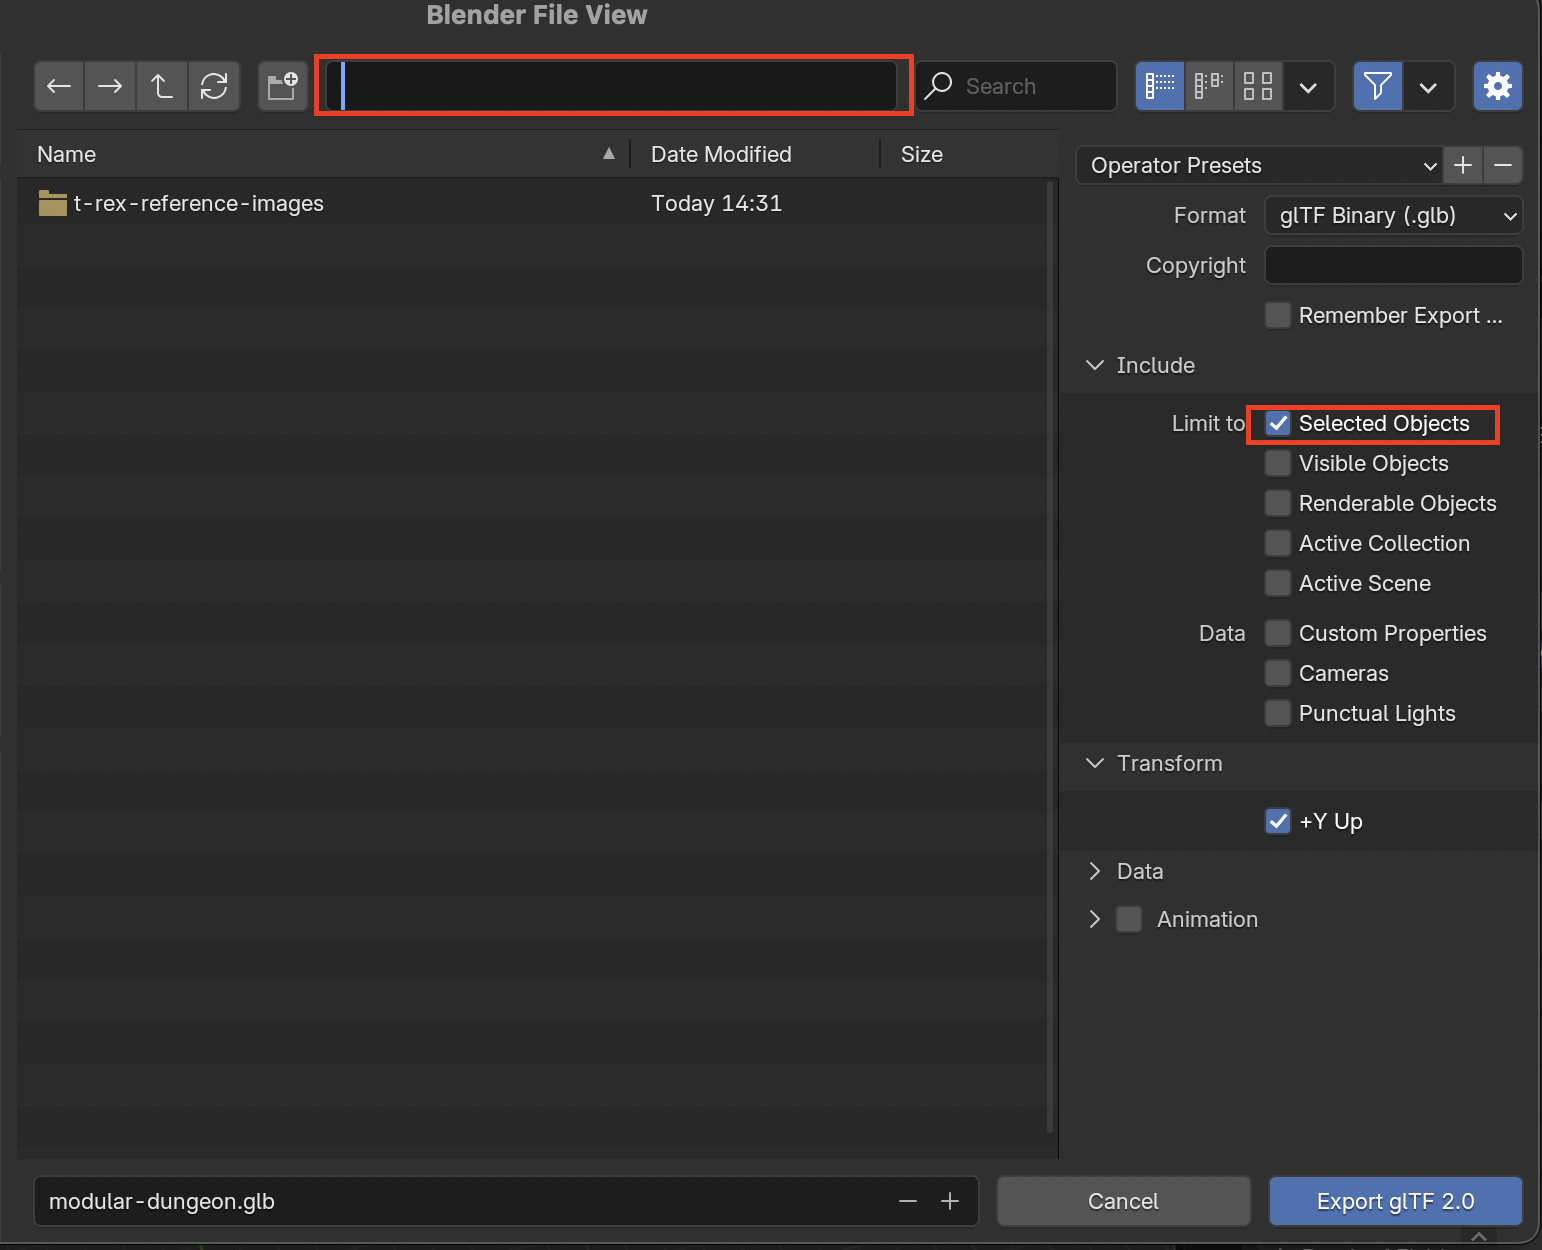 Blender File View
Search
Name Date Modified Size
t-rex-reference-images Today 14:31
Operator Presets
Format glTF Binary (.glb)
Copyright
Remember Export ...
Include
Limit to Selected Objects
Visible Objects
Renderable Objects
Active Collection
Active Scene
Data Custom Properties
Cameras
Punctual Lights
Transform
+Y Up
Data
Animation
modular-dungeon.glb
Cancel
Export glTF 2.0